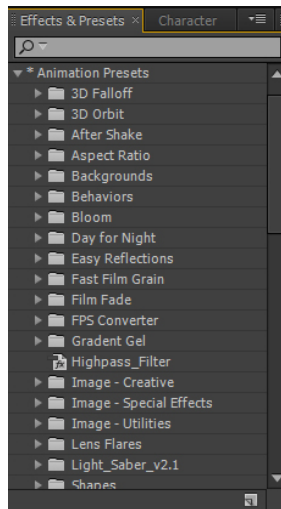 Effects & Presets × Character
* Animation Presets
3D Falloff
3D Orbit
After Shake
Aspect Ratio
Backgrounds
Behaviors
Bloom
Day for Night
Easy Reflections
Fast Film Grain
Film Fade
FPS Converter
Gradent Gel
Highpass_Filter
Image - Creative
Image - Special Effects
Image - Utilities
Lens Flares
Light_Saber_v2.1
Shapes